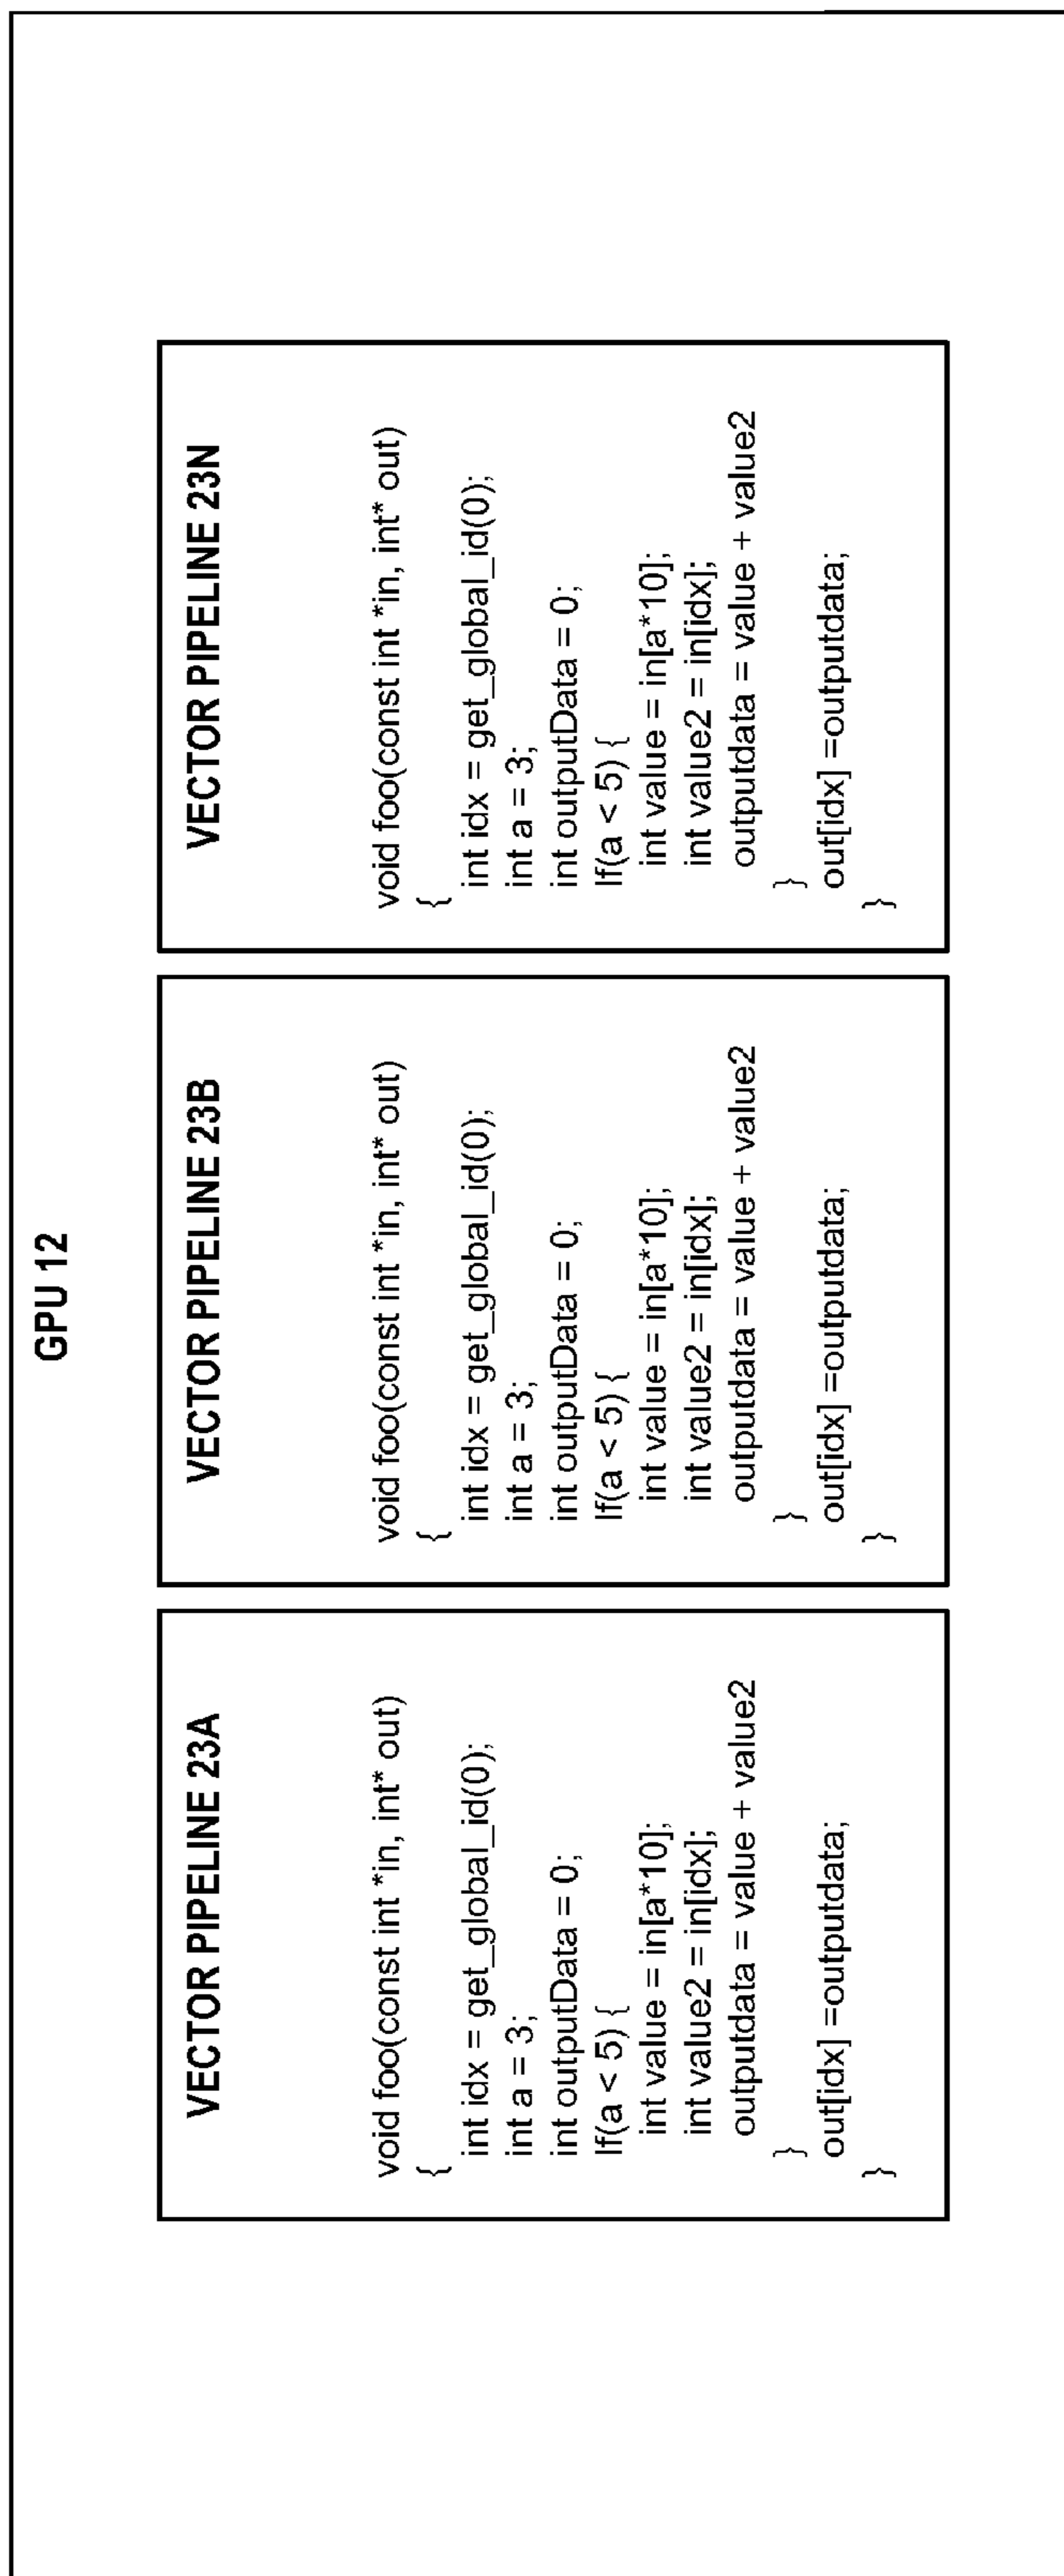 GPU 12
VECTOR PIPELINE 23A
void foo(const int *in, int* out)
{
int idx = get_global_id(0);
int a = 3;
int outputData = 0;
If(a < 5) {
int value = in[a*10];
int value2 = in[idx];
outputdata = value + value2
}
out[idx] =outputdata;
}
VECTOR PIPELINE 23B
void foo(const int *in, int* out)
{
int idx = get_global_id(0);
int a = 3;
int outputData = 0;
If(a < 5) {
int value = in[a*10];
int value2 = in[idx];
outputdata = value + value2
}
out[idx] =outputdata;
}
VECTOR PIPELINE 23N
void foo(const int *in, int* out)
{
int idx = get_global_id(0);
int a = 3;
int outputData = 0;
If(a < 5) {
int value = in[a*10];
int value2 = in[idx];
outputdata = value + value2
}
out[idx] =outputdata;
}